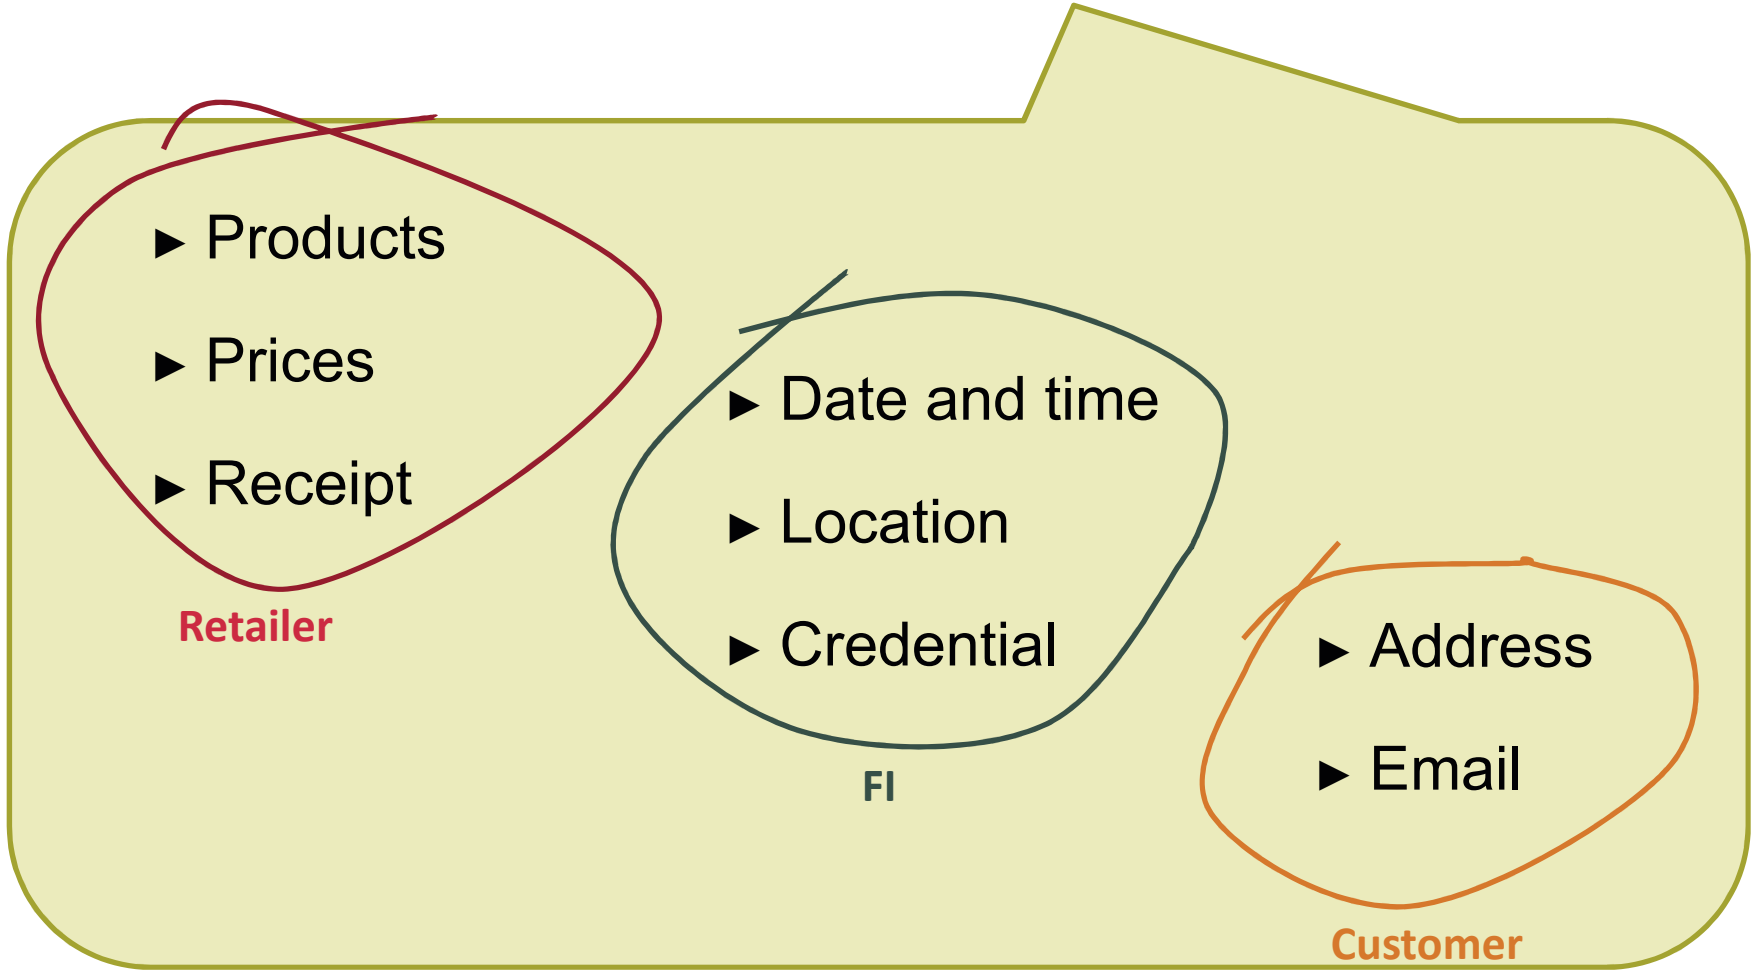 ► Products
► Prices
► Receipt
Retailer
► Date and time
► Location
► Credential
FI
► Address
► Email
Customer